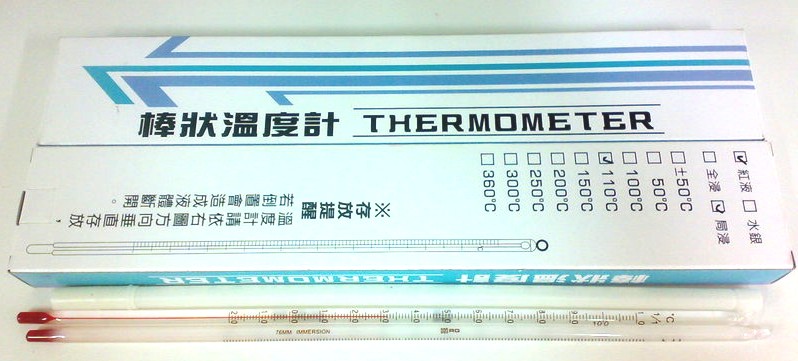 棒狀溫度計 THERMOMETER
☑紅液 □水銀
□全浸 ☑局浸
□±50℃
□50℃
□100℃
☑110℃
□150℃
□200℃
□250℃
□300℃
□360℃
※存放提醒
溫度計請依右圖方向垂直存放，
若倒置會造成液體斷開。
℃
棒狀溫度計 THERMOMETER
76MM IMMERSION
1/1 ℃